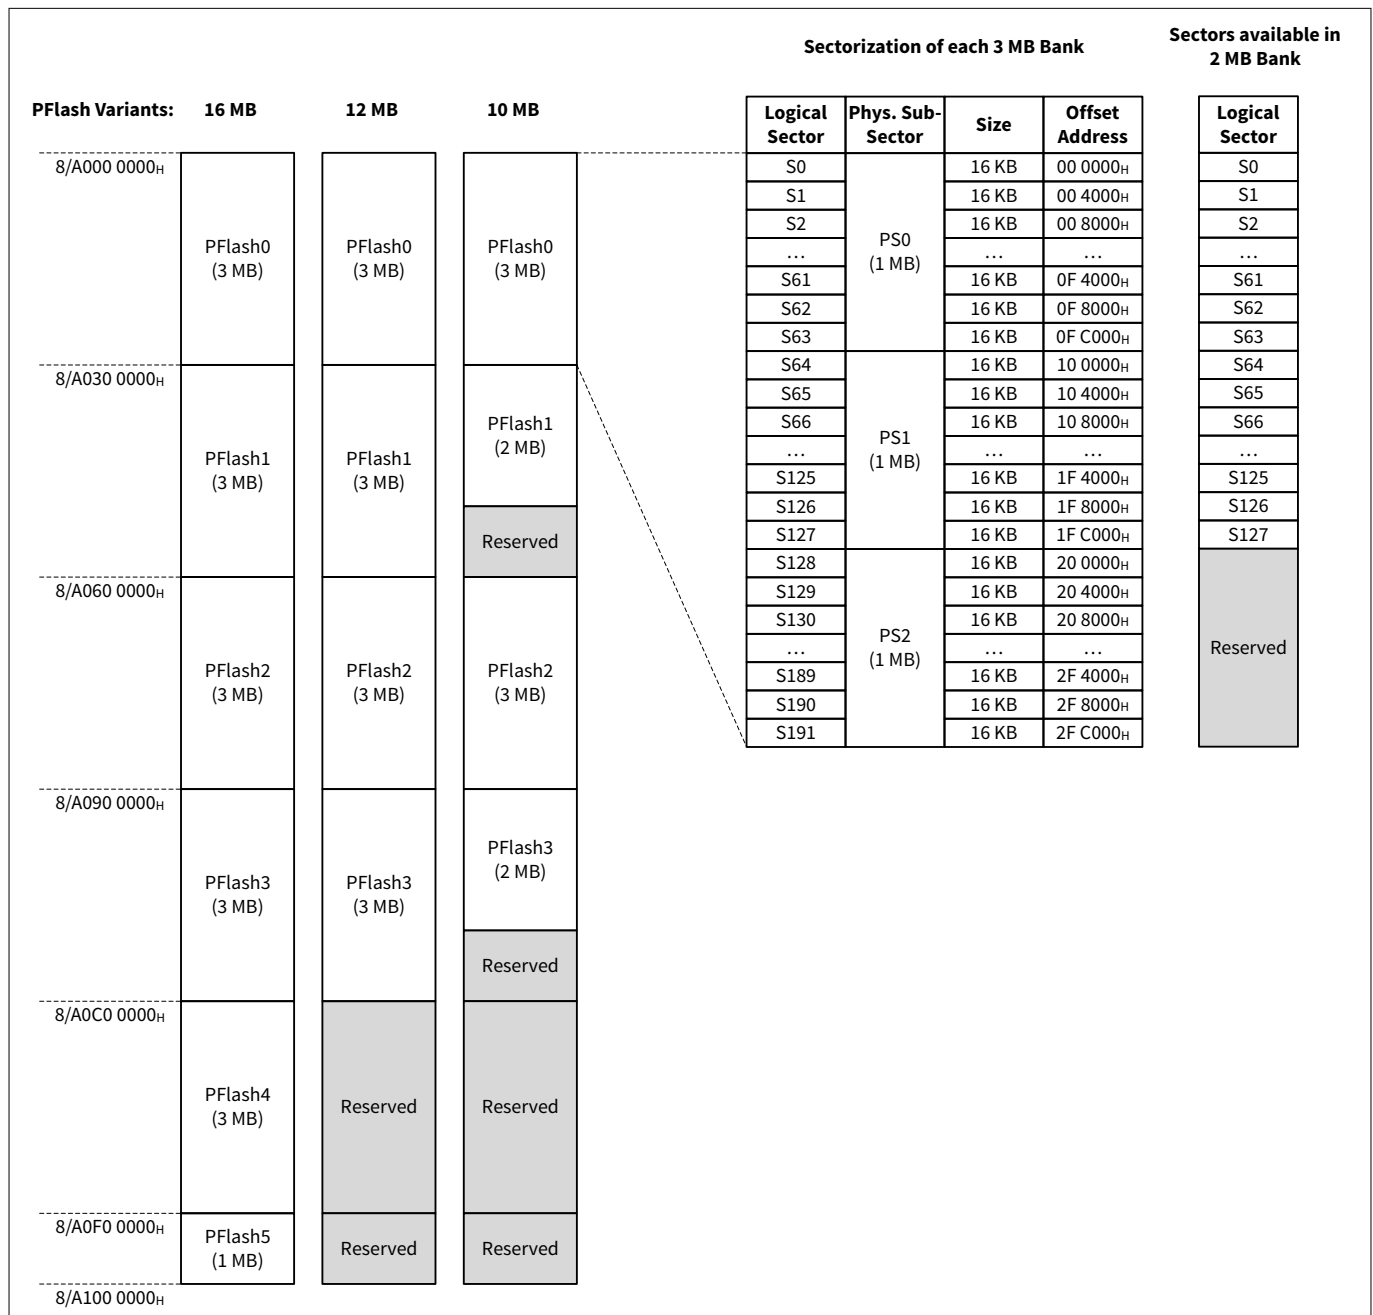 Sectorization of each 3 MB Bank
Sectors available in
2 MB Bank
PFlash Variants: 16 MB 12 MB 10 MB
8/A000 0000H
PFlash0
(3 MB)
PFlash0
(3 MB)
PFlash0
(3 MB)
8/A030 0000H
PFlash1
(3 MB)
PFlash1
(3 MB)
PFlash1
(2 MB)
Reserved
8/A060 0000H
PFlash2
(3 MB)
PFlash2
(3 MB)
PFlash2
(3 MB)
8/A090 0000H
PFlash3
(3 MB)
PFlash3
(3 MB)
PFlash3
(2 MB)
Reserved
8/A0C0 0000H
PFlash4
(3 MB)
Reserved
Reserved
8/A0F0 0000H
PFlash5
(1 MB)
Reserved
Reserved
8/A100 0000H
Logical
Sector
Phys. Sub-
Sector
Size
Offset
Address
S0 16 KB 00 0000H
S1 16 KB 00 4000H
S2 16 KB 00 8000H
PS0
(1 MB)
... ... ...
S61 16 KB 0F 4000H
S62 16 KB 0F 8000H
S63 16 KB 0F C000H
S64 16 KB 10 0000H
S65 16 KB 10 4000H
S66 16 KB 10 8000H
PS1
(1 MB)
... ... ...
S125 16 KB 1F 4000H
S126 16 KB 1F 8000H
S127 16 KB 1F C000H
S128 16 KB 20 0000H
S129 16 KB 20 4000H
S130 16 KB 20 8000H
PS2
(1 MB)
... ... ...
S189 16 KB 2F 4000H
S190 16 KB 2F 8000H
S191 16 KB 2F C000H
Logical
Sector
S0
S1
S2
...
S61
S62
S63
S64
S65
S66
...
S125
S126
S127
Reserved